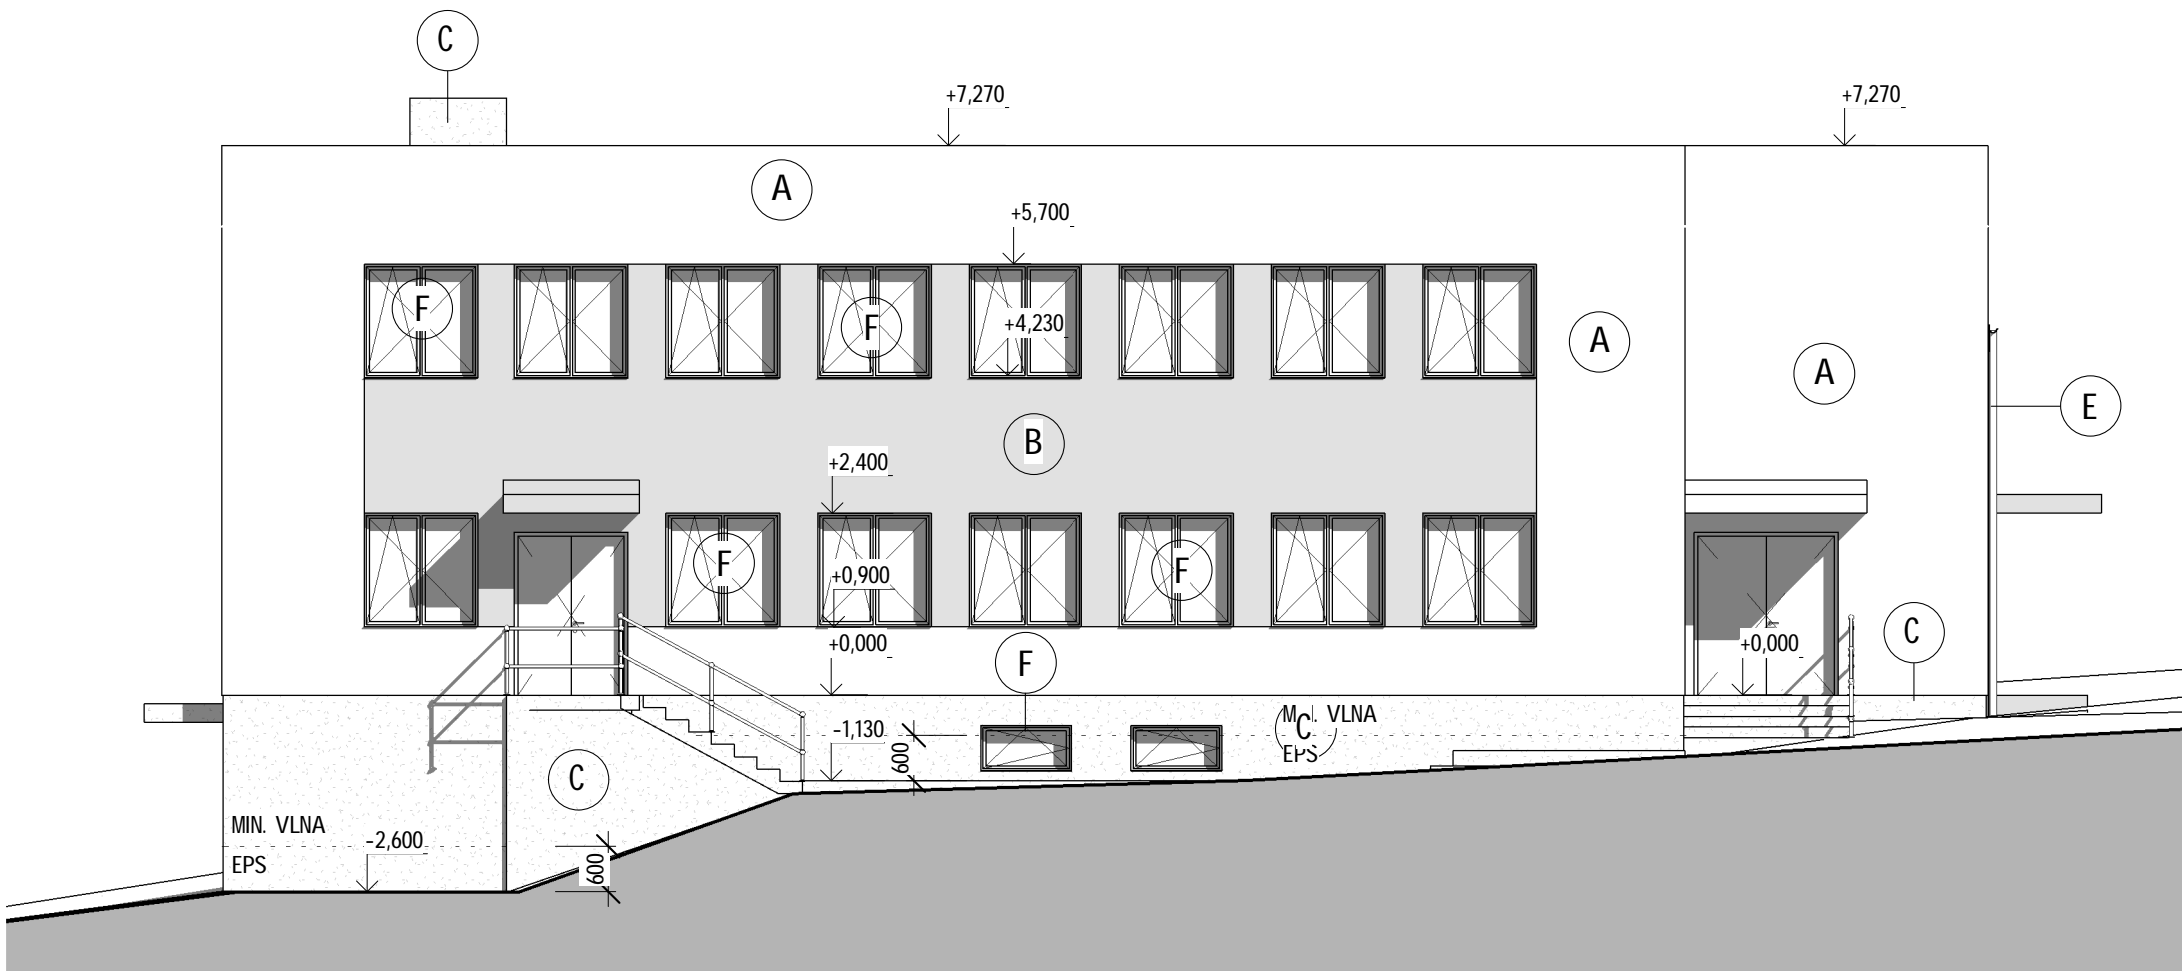 C
+7,270
+7,270
A
+5,700
F
F
+4,230
A
A
E
B
+2,400
F
F
+0,900
+0,000
F
+0,000
C
VLNA
C
EPS
-1,130
600
C
MIN. VLNA
EPS
-2,600
600